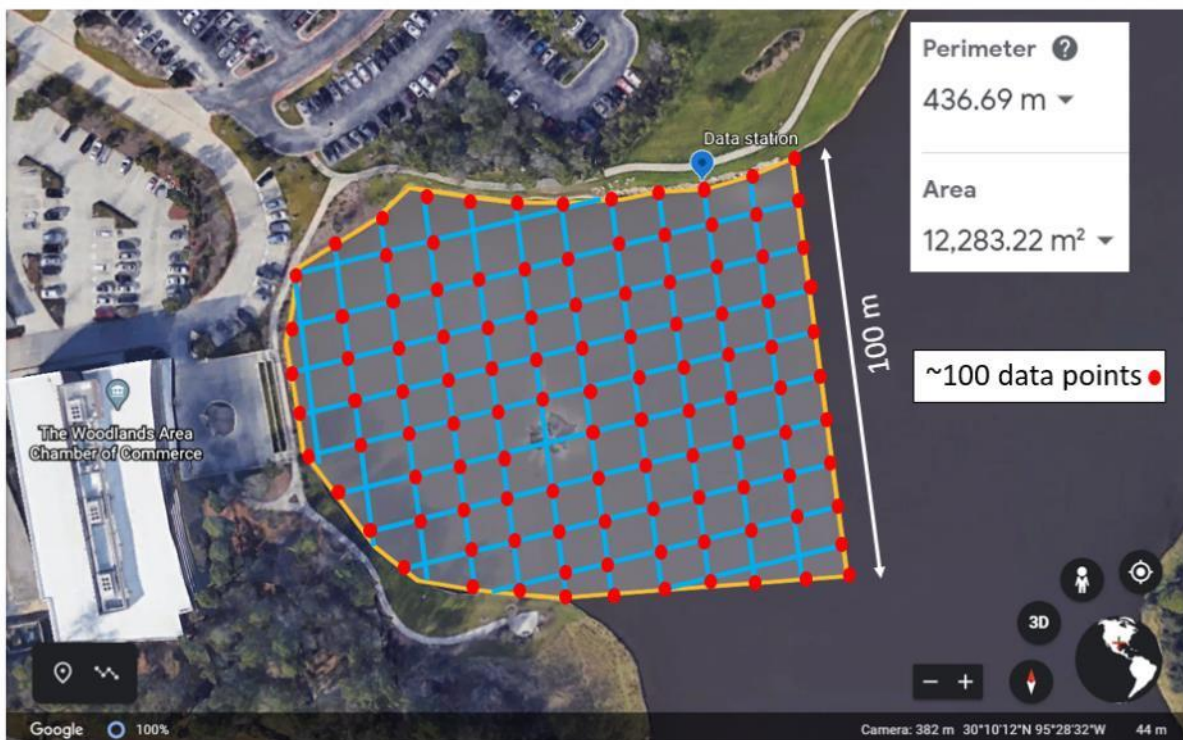 Perimeter ?
436.69 m
Area
12,283.22 m²
Data station
100 m
~100 data points
The Woodlands Area
Chamber of Commerce
3D
Google
100%
Camera: 382 m 30°10'12"N 95°28'32"W
44 m